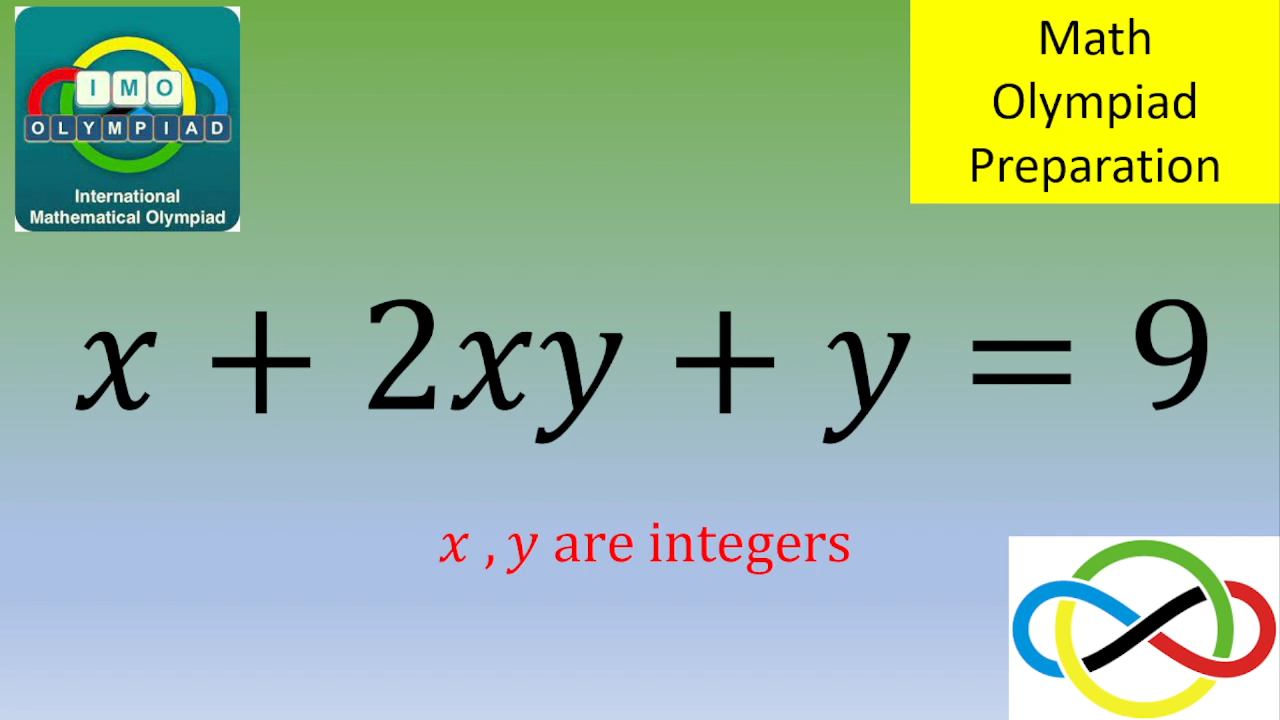 IMO
OLYMPIAD
International
Mathematical Olympiad
Math
Olympiad
Preparation
x + 2xy + y = 9
x , y are integers